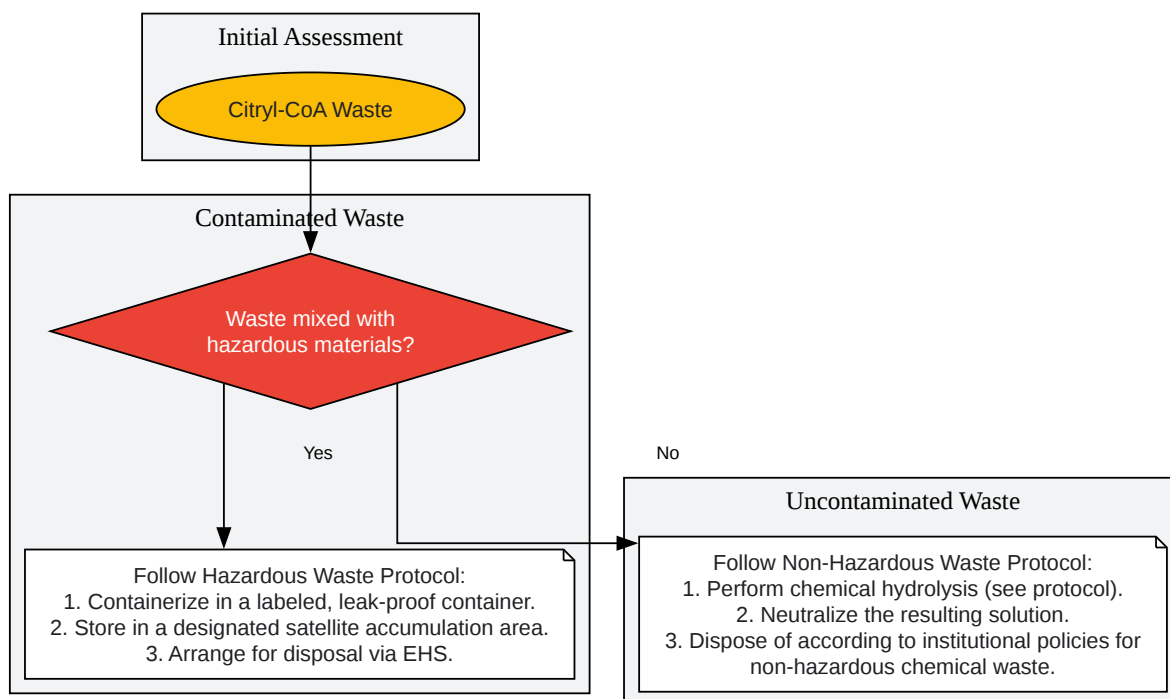 Initial Assessment
Citryl-CoA Waste
Contaminated Waste
Waste mixed with
hazardous materials?
Yes
No
Uncontaminated Waste
Follow Hazardous Waste Protocol:
1. Containerize in a labeled, leak-proof container.
2. Store in a designated satellite accumulation area.
3. Arrange for disposal via EHS.
Follow Non-Hazardous Waste Protocol:
1. Perform chemical hydrolysis (see protocol).
2. Neutralize the resulting solution.
3. Dispose of according to institutional policies for
non-hazardous chemical waste.